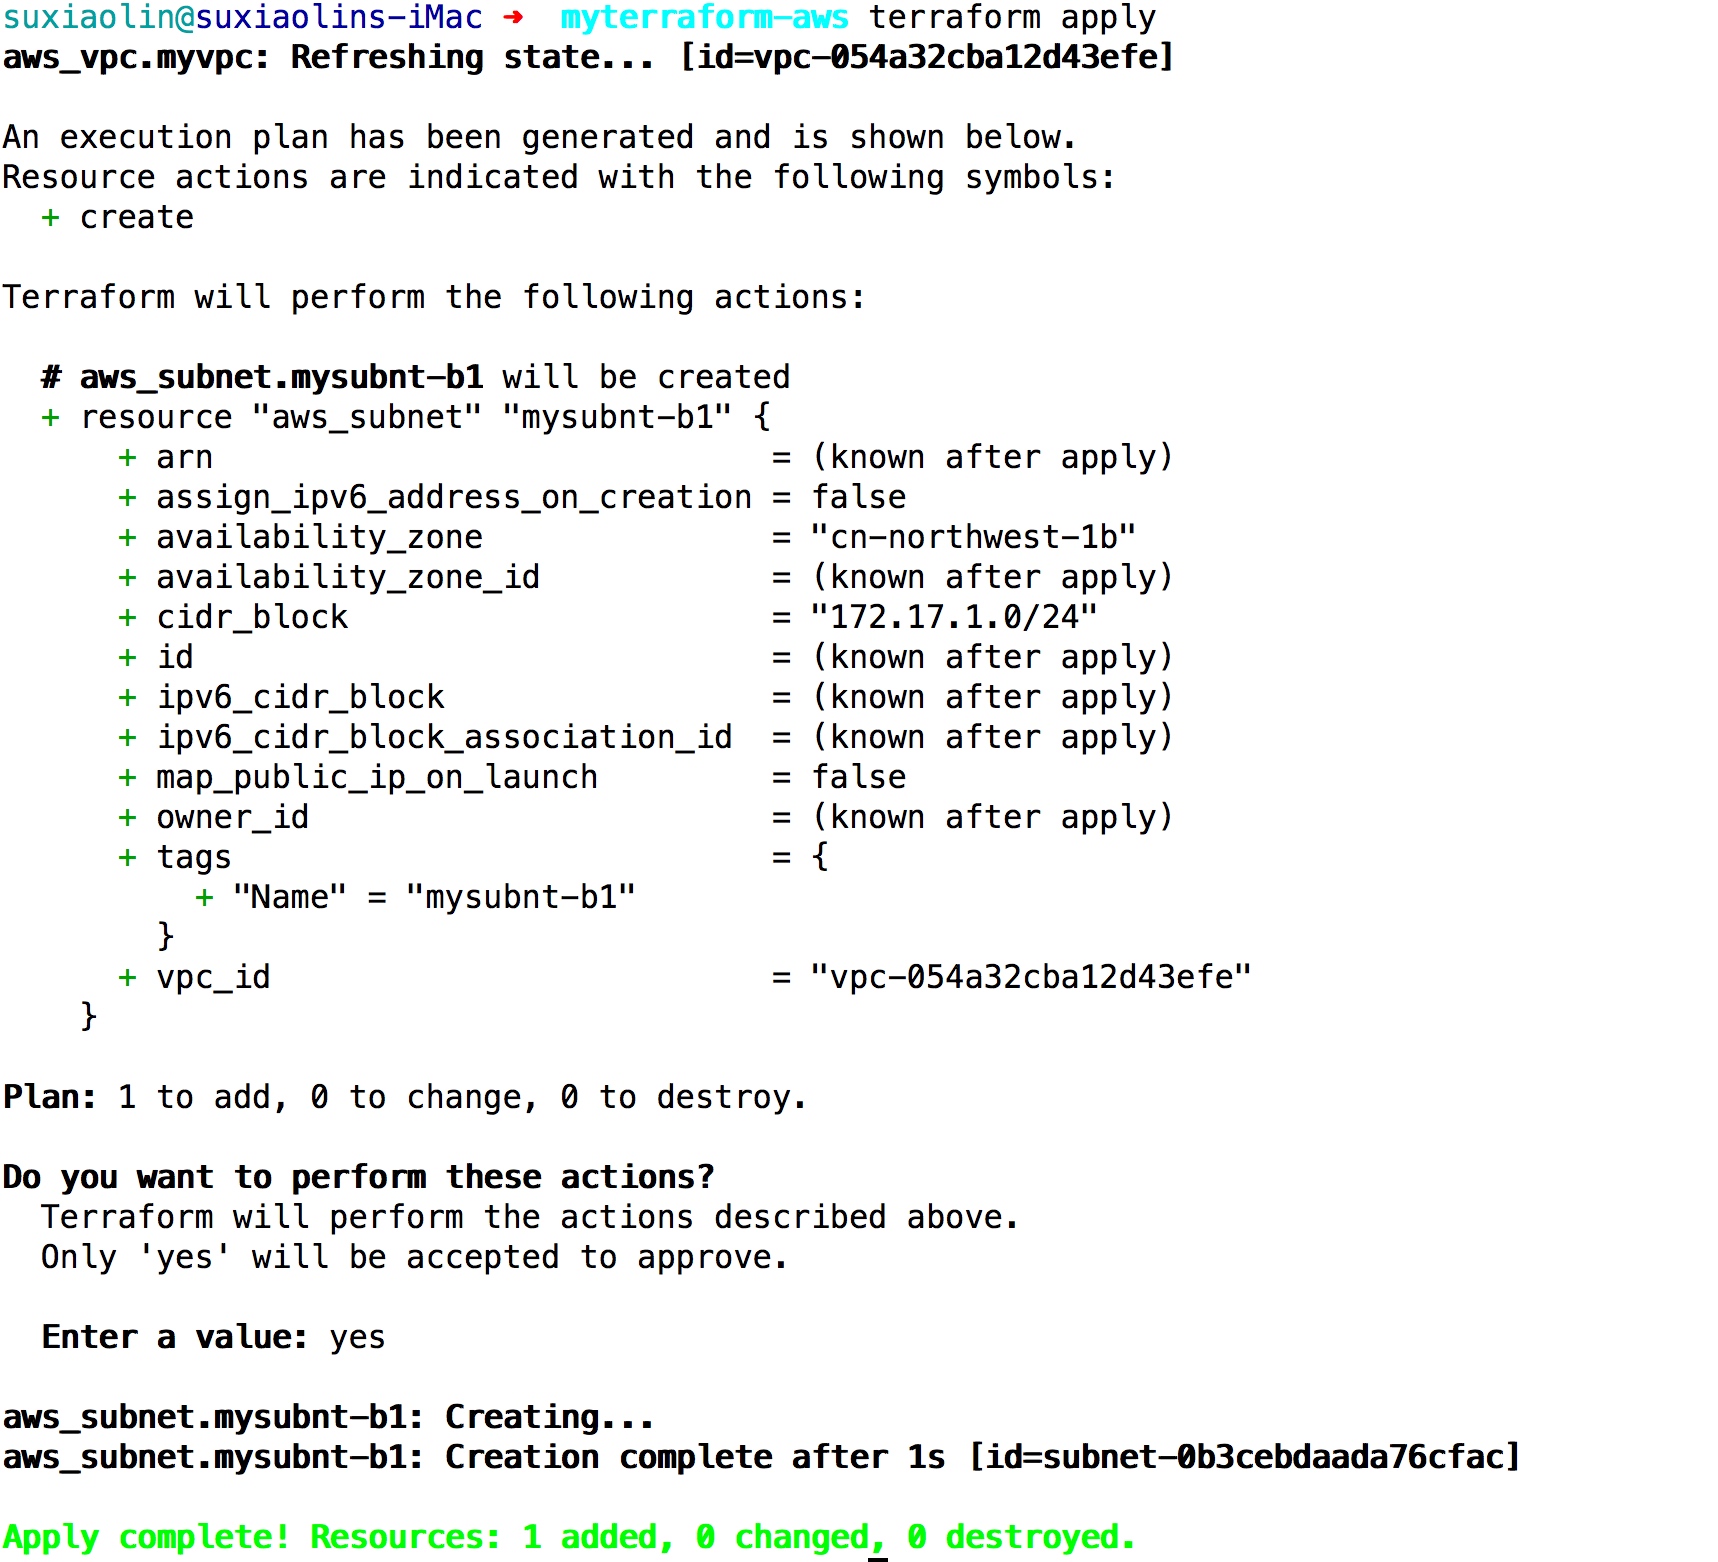 suxiaolin@suxiaolins-iMac ➜  myterraform-aws terraform apply
aws_vpc.myvpc: Refreshing state... [id=vpc-054a32cba12d43efe]

An execution plan has been generated and is shown below.
Resource actions are indicated with the following symbols:
  + create

Terraform will perform the following actions:

  # aws_subnet.mysubnt-b1 will be created
  + resource "aws_subnet" "mysubnt-b1" {
      + arn                             = (known after apply)
      + assign_ipv6_address_on_creation = false
      + availability_zone               = "cn-northwest-1b"
      + availability_zone_id            = (known after apply)
      + cidr_block                      = "172.17.1.0/24"
      + id                              = (known after apply)
      + ipv6_cidr_block                 = (known after apply)
      + ipv6_cidr_block_association_id  = (known after apply)
      + map_public_ip_on_launch         = false
      + owner_id                        = (known after apply)
      + tags                            = {
          + "Name" = "mysubnt-b1"
        }
      + vpc_id                          = "vpc-054a32cba12d43efe"
    }

Plan: 1 to add, 0 to change, 0 to destroy.

Do you want to perform these actions?
  Terraform will perform the actions described above.
  Only 'yes' will be accepted to approve.

  Enter a value: yes

aws_subnet.mysubnt-b1: Creating...
aws_subnet.mysubnt-b1: Creation complete after 1s [id=subnet-0b3cebdaada76cfac]

Apply complete! Resources: 1 added, 0 changed, 0 destroyed.